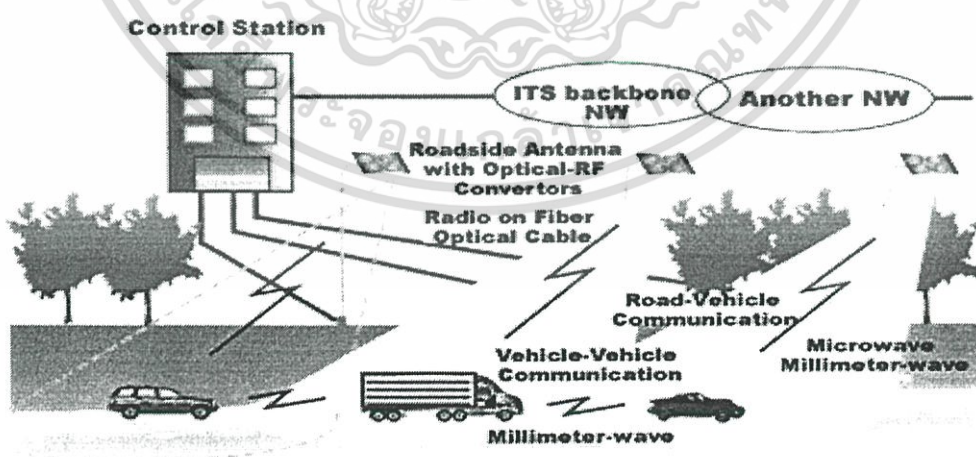 Control Station
ITS backbone
NW
Another NW
Roadside Antenna
with Optical-RF
Convertors
Radio on Fiber
Optical Cable
Road-Vehicle
Communication
Microwave
Millimeter-wave
Vehicle-Vehicle
Communication
Millimeter-wave